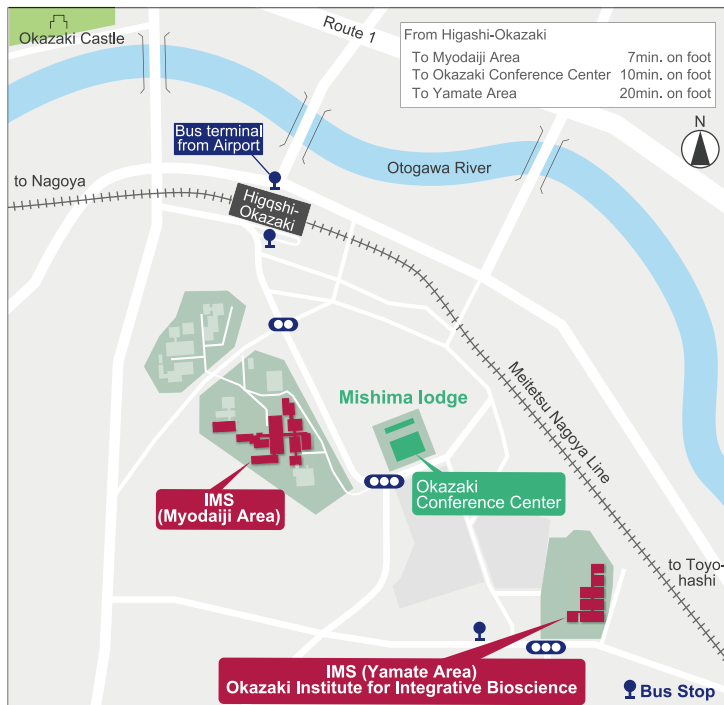 Okazaki Castle
Route 1
From Higashi-Okazaki
To Myodaiji Area 7min. on foot
To Okazaki Conference Center 10min. on foot
To Yamate Area 20min. on foot
N
Bus terminal
from Airport
Otogawa River
to Nagoya
Higqshi-
Okazaki
Meitetsu Nagoya Line
Mishima lodge
Okazaki
Conference Center
IMS
(Myodaiji Area)
to Toyo-
hashi
IMS (Yamate Area)
Okazaki Institute for Integrative Bioscience
Bus Stop